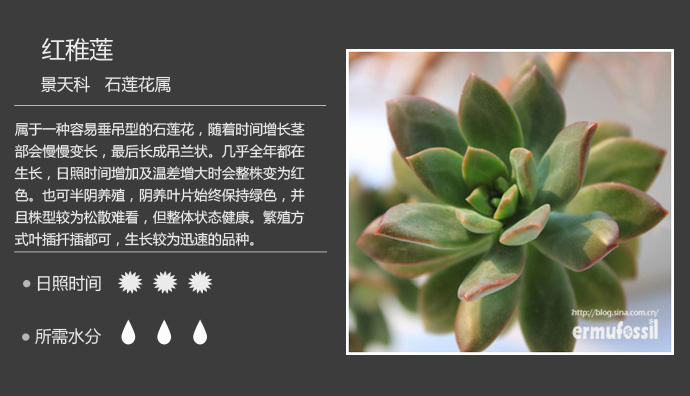 红稚莲
景天科 石莲花属
属于一种容易垂吊型的石莲花，随着时间增长茎
部会慢慢变长，最后长成吊兰状。几乎全年都在
生长，日照时间增加及温差增大时会整株变为红
色。也可半阴养殖，阴养叶片始终保持绿色，并
且株型较为松散难看，但整体状态健康。繁殖方
式叶插扦插都可，生长较为迅速的品种。
日照时间
所需水分
http://blog.sina.com.cn/
ermufossil